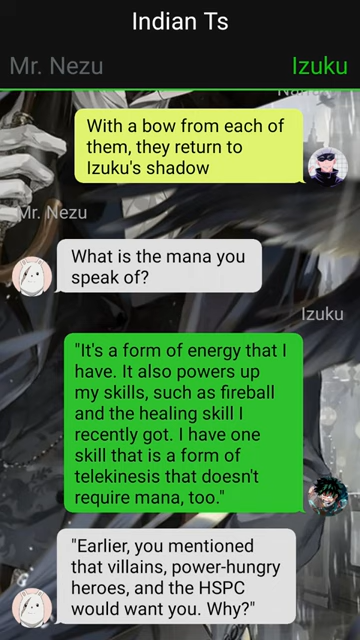 Indian Ts
Mr. Nezu
Izuku
With a bow from each of
them, they return to
Izuku's shadow
Mr. Nezu
What is the mana you
speak of?
Izuku
"It's a form of energy that I
have. It also powers up
my skills, such as fireball
and the healing skill I
recently got. I have one
skill that is a form of
telekinesis that doesn't
require mana, too."
"Earlier, you mentioned
that villains, power-hungry
heroes, and the HSPC
would want you. Why?"